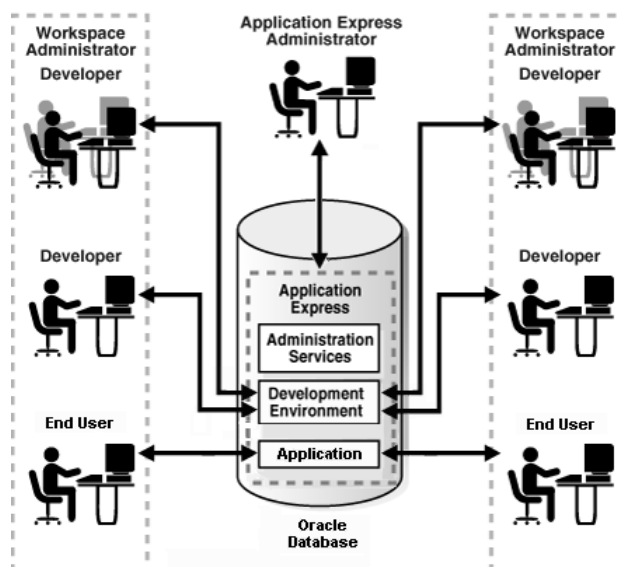 Workspace
Administrator
Developer
Developer
End User
Application Express
Administrator
Application
Express
Administration
Services
Development
Environment
Application
Oracle
Database
Workspace
Administrator
Developer
Developer
End User